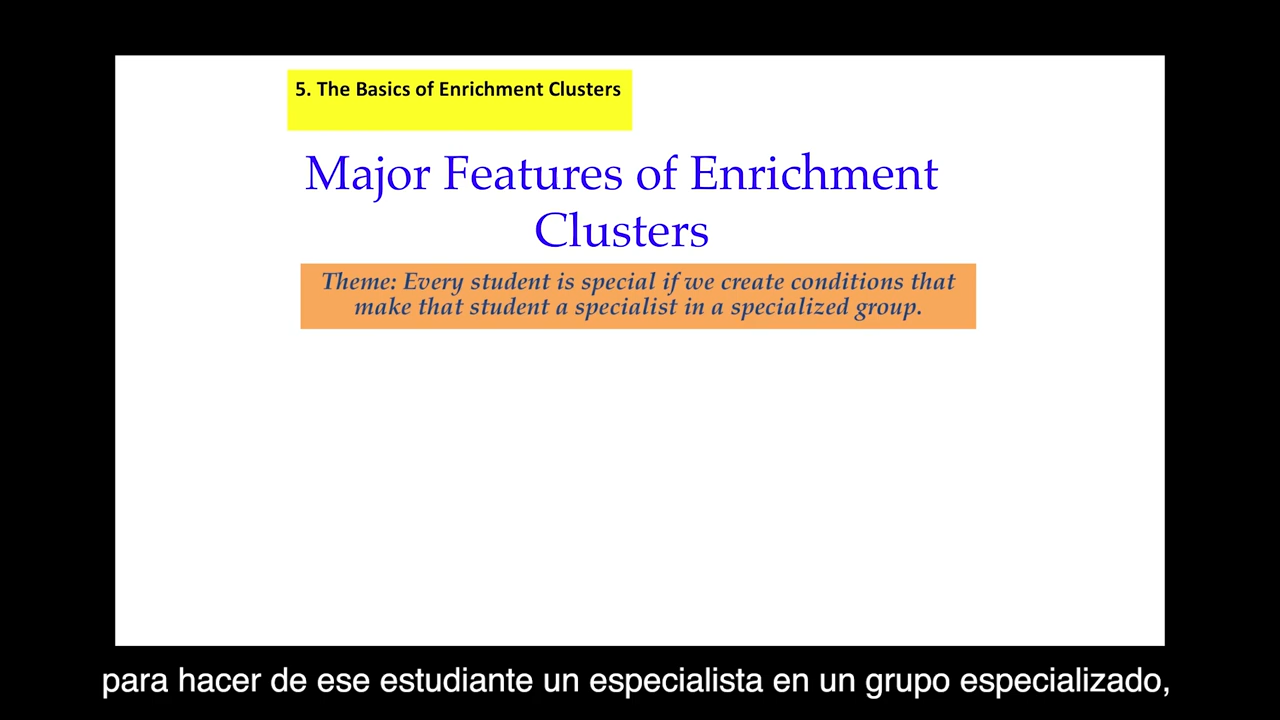 5. The Basics of Enrichment Clusters
Major Features of Enrichment
Clusters
Theme: Every student is special if we create conditions that
make that student a specialist in a specialized group.
para hacer de ese estudiante un especialista en un grupo especializado,